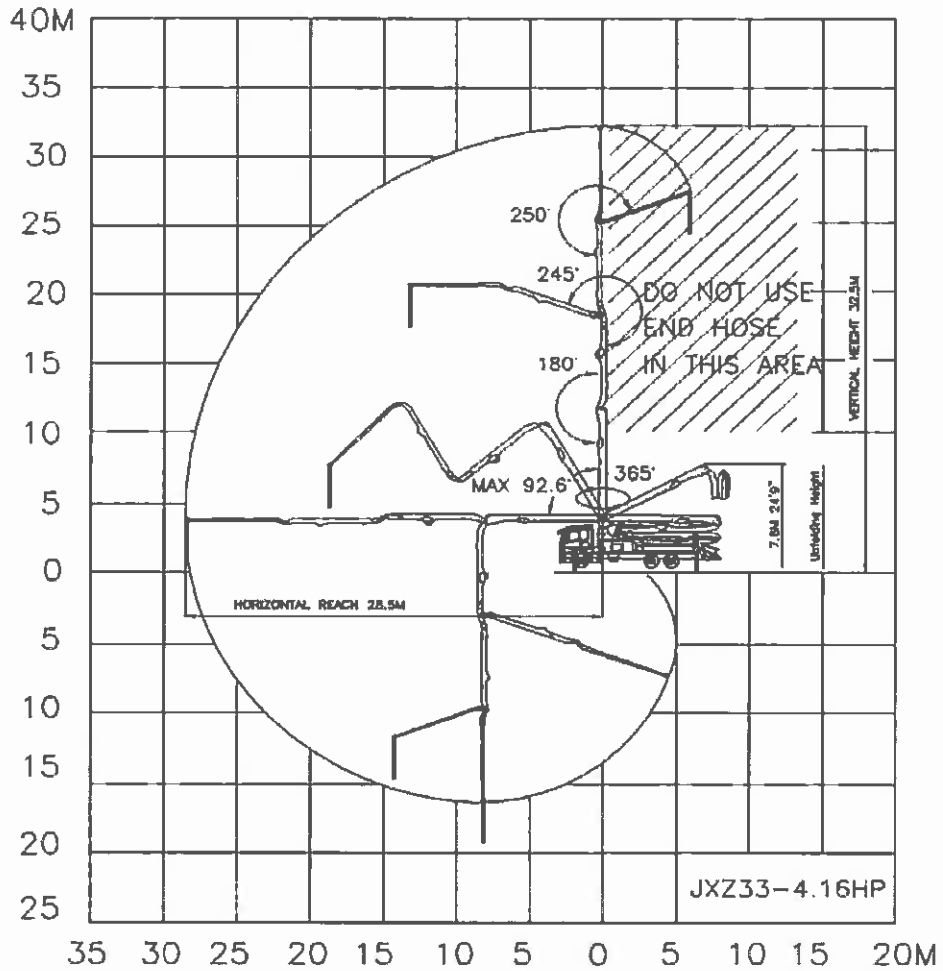 40M
35
30
25
20
15
10
5
0
5
10
15
20
25
35
30
25
20
15
10
5
0
5
10
15
20M
250°
245°
180°
DO NOT USE
END HOSE
IN THIS AREA
VERTICAL HEIGHT 32.5M
MAX 92.6°
365°
7.8M 24'9"
Unfolding Height
HORIZONTAL REACH 28.5M
JXZ33-4.16HP